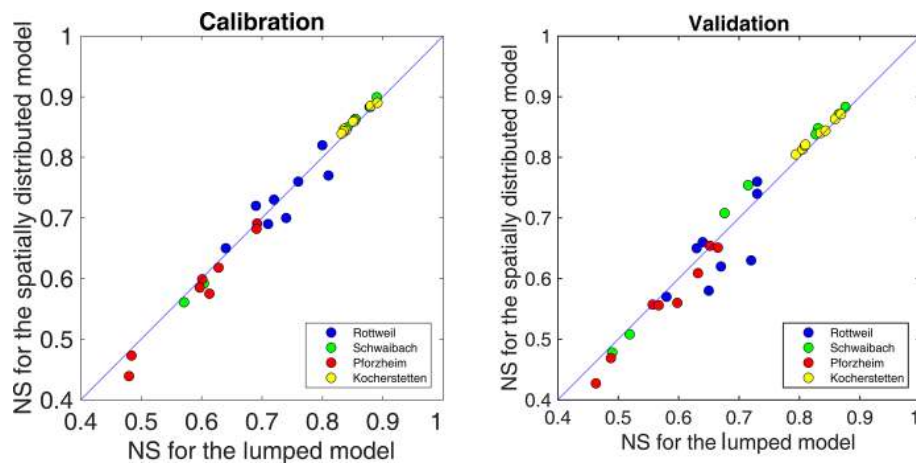 Calibration
NS for the spatially distributed model
1
0.9
0.8
0.7
0.6
0.5
0.4
0.4 0.5 0.6 0.7 0.8 0.9 1
NS for the lumped model
Rottweil
Schwaibach
Pforzheim
Kocherstetten
Validation
NS for the spatially distributed model
1
0.9
0.8
0.7
0.6
0.5
0.4
0.4 0.5 0.6 0.7 0.8 0.9 1
NS for the lumped model
Rottweil
Schwaibach
Pforzheim
Kocherstetten